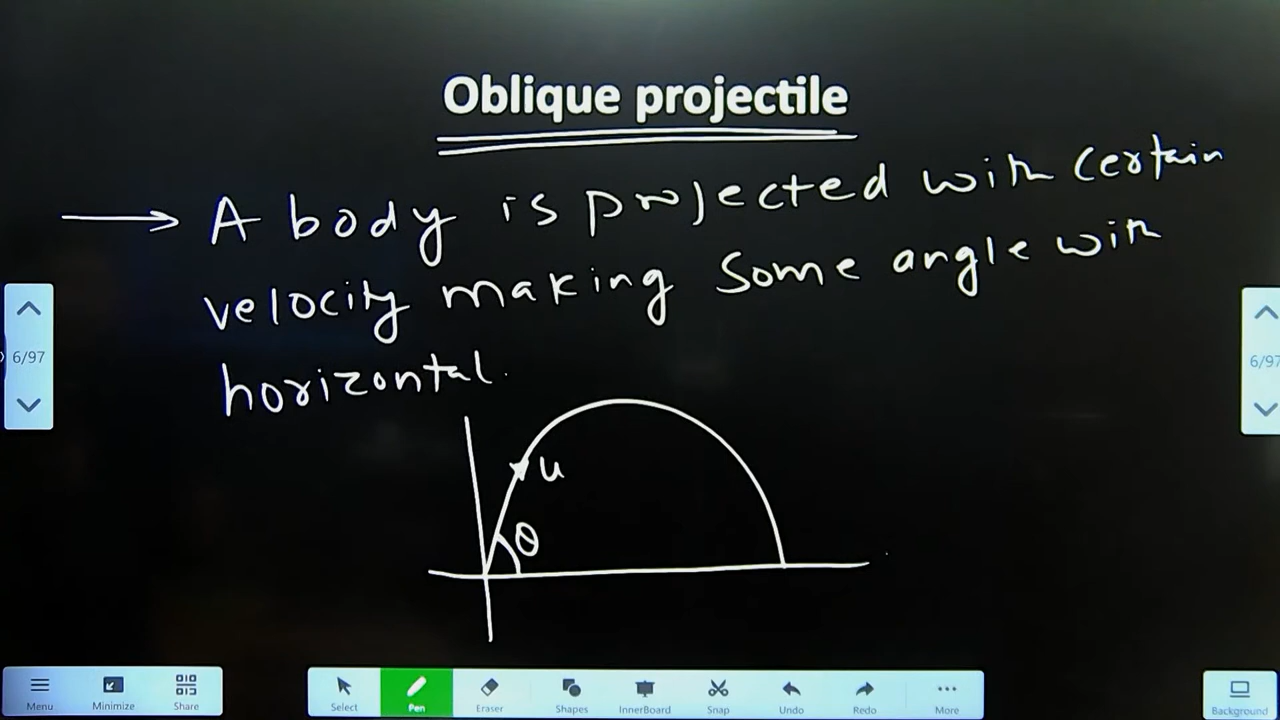 Oblique projectile
→ A body is projected with certain
velocity making some angle with
horizontal.
u
θ
6/97
6/97
Menu
Minimize
Share
Select
Pen
Eraser
Shapes
InnerBoard
Snap
Undo
Redo
More
Background